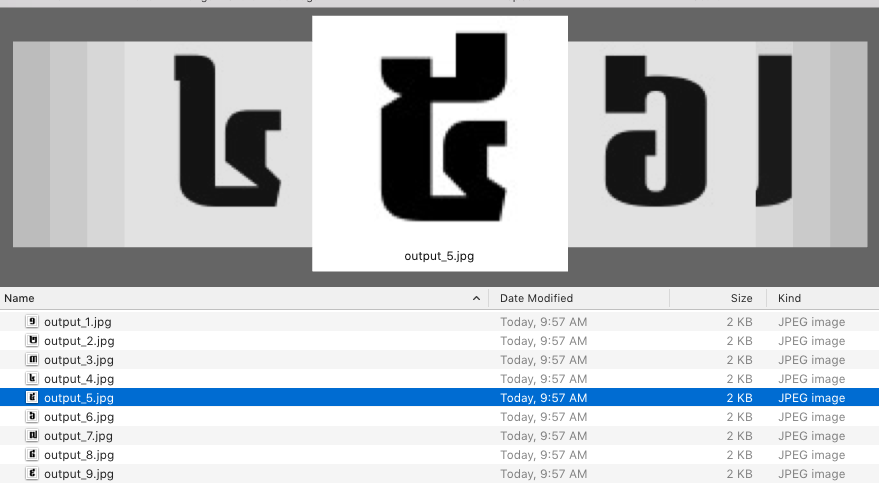 ៤ ៥ ៦
output_5.jpg
Name Date Modified Size Kind
output_1.jpg Today, 9:57 AM 2 KB JPEG image
output_2.jpg Today, 9:57 AM 2 KB JPEG image
output_3.jpg Today, 9:57 AM 2 KB JPEG image
output_4.jpg Today, 9:57 AM 2 KB JPEG image
output_5.jpg Today, 9:57 AM 2 KB JPEG image
output_6.jpg Today, 9:57 AM 2 KB JPEG image
output_7.jpg Today, 9:57 AM 2 KB JPEG image
output_8.jpg Today, 9:57 AM 2 KB JPEG image
output_9.jpg Today, 9:57 AM 2 KB JPEG image